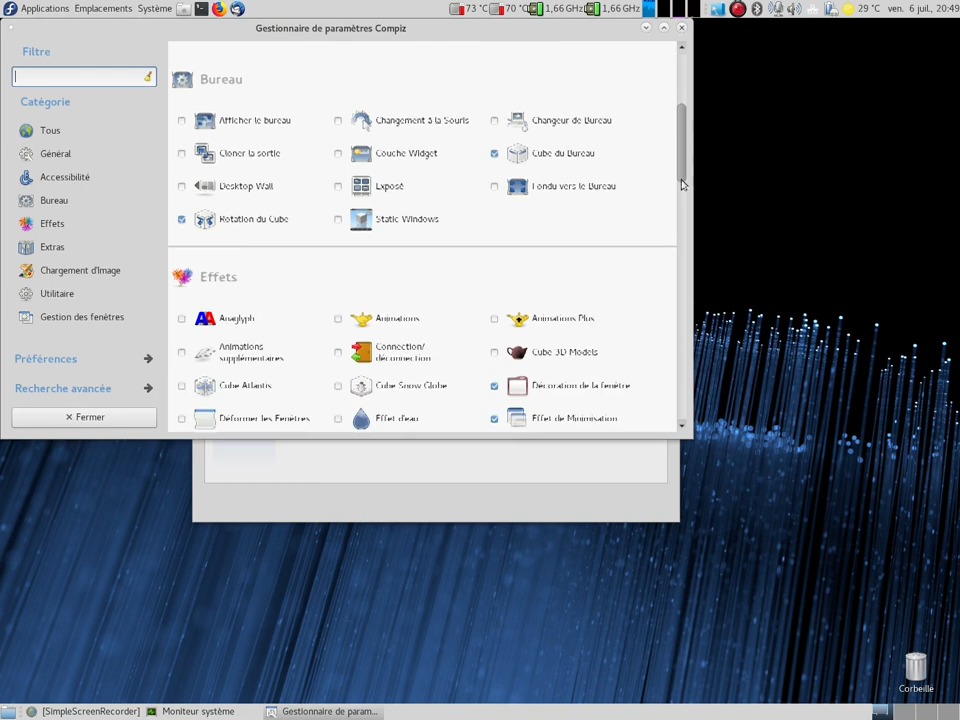 Applications Emplacements Système
73 °C 70 °C 1,66 GHz 1,66 GHz
29 °C ven. 6 juil., 20:49
Gestionnaire de paramètres Compiz
Filtre
Catégorie
Tous
Général
Accessibilité
Bureau
Effets
Extras
Chargement d'Image
Utilitaire
Gestion des fenêtres
Préférences
Recherche avancée
Fermer
Bureau
Afficher le bureau
Changement à la Souris
Changeur de Bureau
Cloner la sortie
Couche Widget
Cube du Bureau
Desktop Wall
Exposé
Fondu vers le Bureau
Rotation du Cube
Static Windows
Effets
Anaglyph
Animations
Animations Plus
Animations
supplémentaires
Connection/
déconnection
Cube 3D Models
Cube Atlantis
Cube Snow Globe
Décoration de la fenêtre
Déformer les Fenêtres
Effet d'eau
Effet de Minimisation
Corbeille
[SimpleScreenRecorder]
Moniteur système
Gestionnaire de param...